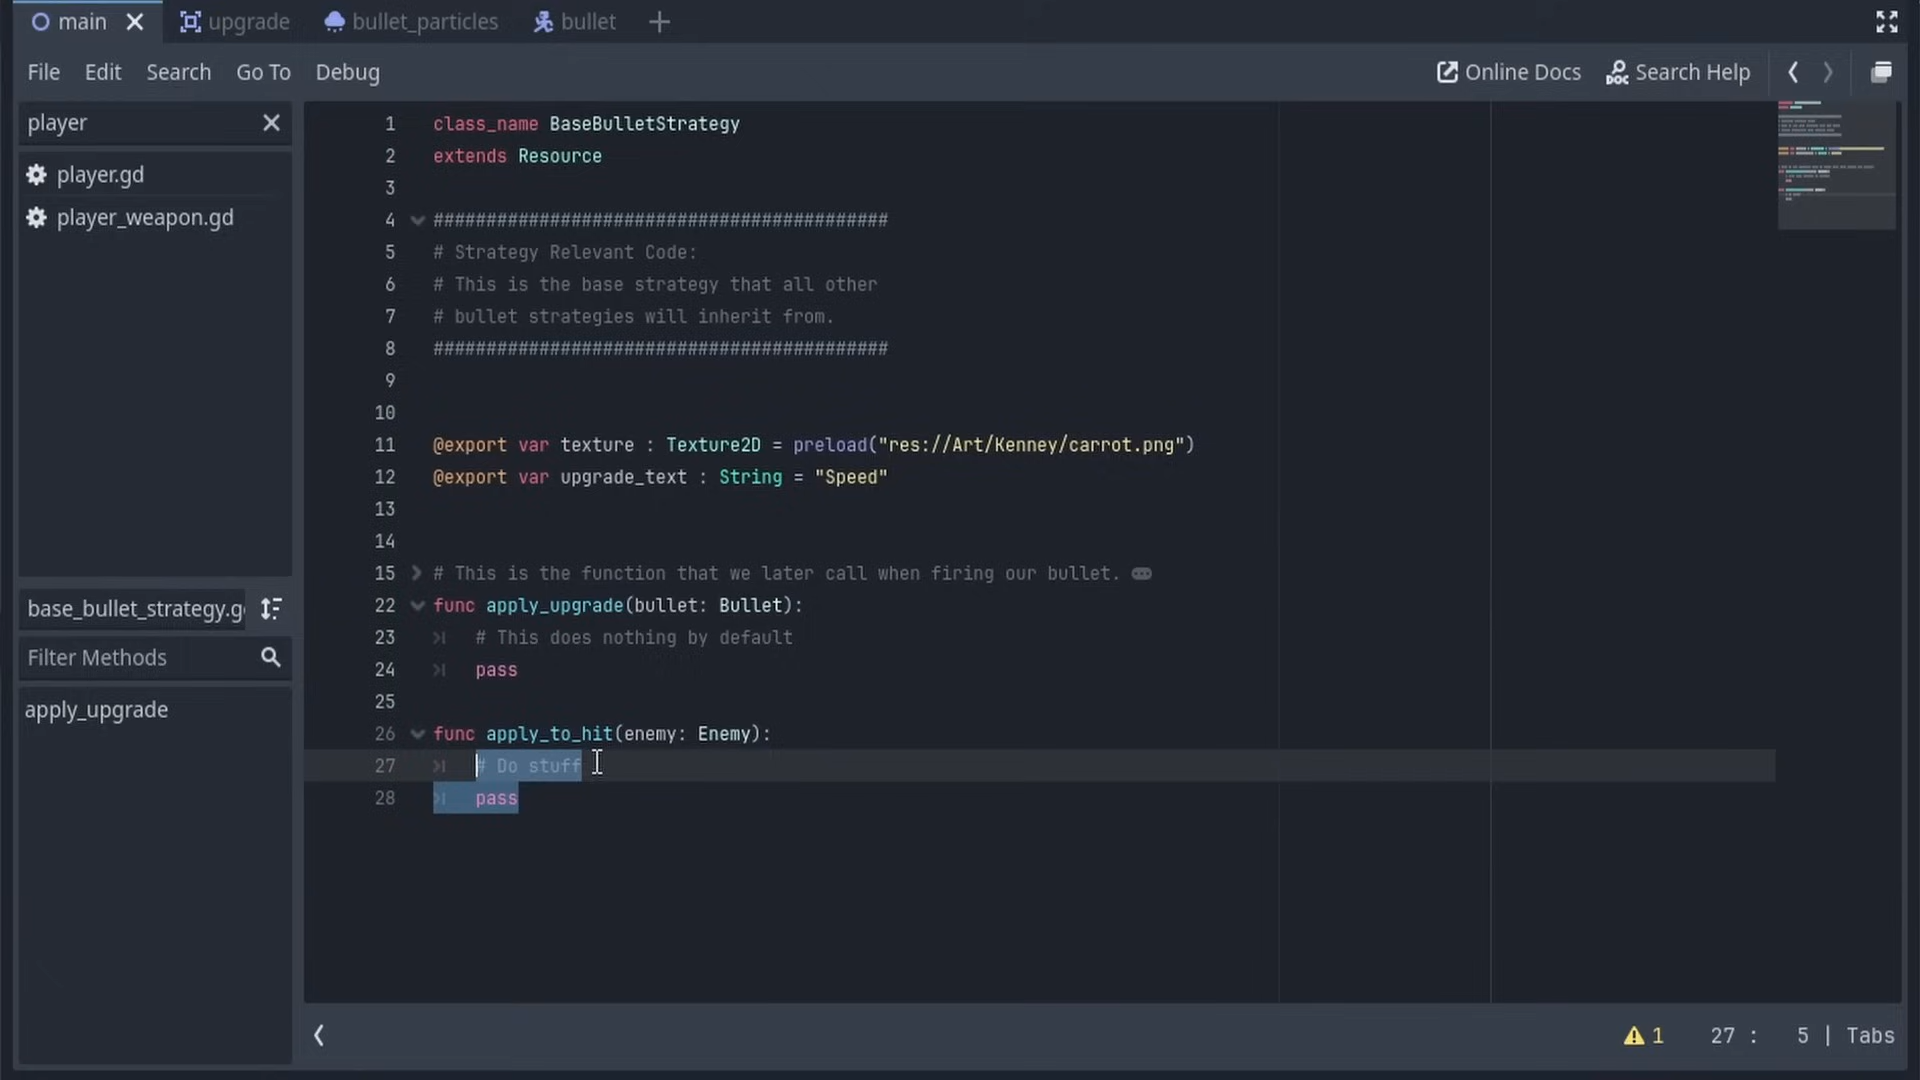 main
upgrade
bullet_particles
bullet
File Edit Search Go To Debug
Online Docs
Search Help
player
player.gd
player_weapon.gd
base_bullet_strategy.g
Filter Methods
apply_upgrade
1 class_name BaseBulletStrategy
2 extends Resource
3
4 ###########################################
5 # Strategy Relevant Code:
6 # This is the base strategy that all other
7 # bullet strategies will inherit from.
8 ###########################################
9
10
11 @export var texture : Texture2D = preload("res://Art/Kenney/carrot.png")
12 @export var upgrade_text : String = "Speed"
13
14
15 # This is the function that we later call when firing our bullet.
22 func apply_upgrade(bullet: Bullet):
23 # This does nothing by default
24 pass
25
26 func apply_to_hit(enemy: Enemy):
27 # Do stuff
28 pass
1 27 : 5 | Tabs